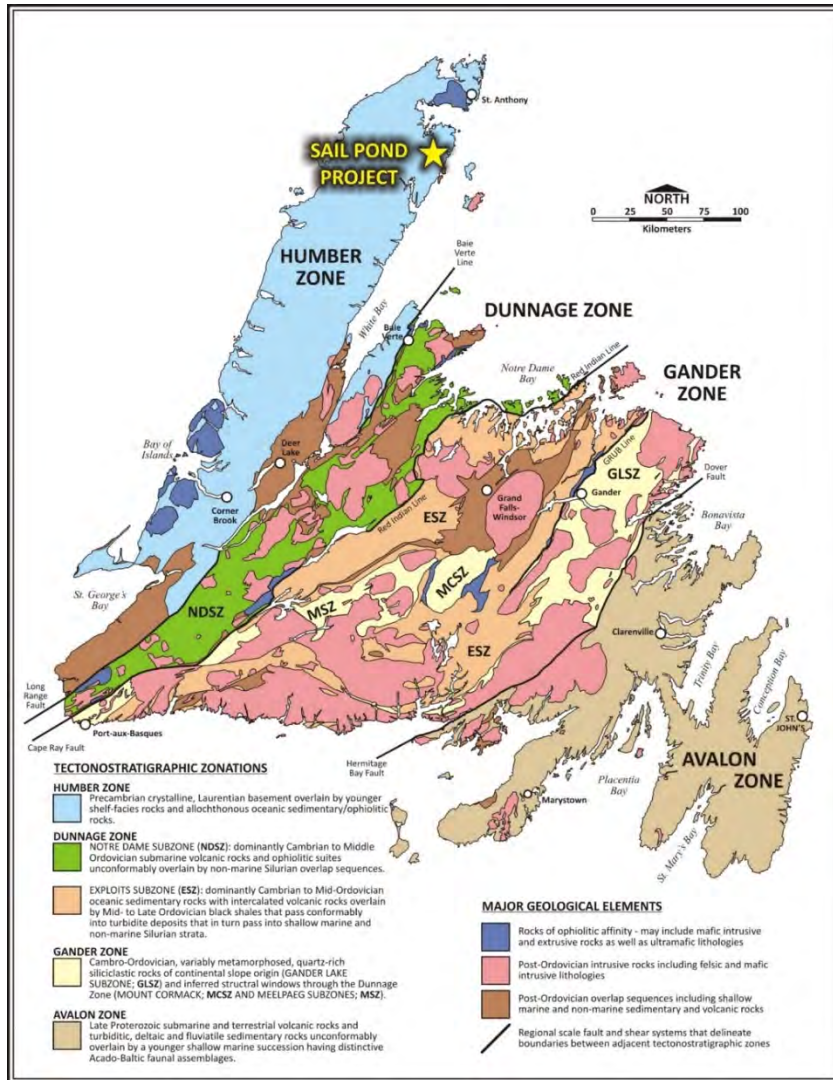 St. Anthony
SAIL POND
PROJECT
NORTH
0 25 50 75 100
Kilometers
HUMBER
ZONE
Baie
Verte
Line
White Bay
DUNNAGE ZONE
Baie
Verte
Notre Dame
Bay
Red Indian Line
GANDER
ZONE
Bay of
Islands
Deer
Lake
Corner
Brook
Red Indian Line
ESZ
Grand
Falls-
Windsor
GRUB Line
GLSZ
Gander
Dover
Fault
Bonavista
Bay
St. George's
Bay
NDSZ
MSZ
MCSZ
ESZ
Clarenville
Trinity Bay
Conception Bay
ST.
JOHN'S
Long
Range
Fault
Cape Ray Fault
Port-aux-Basques
Hermitage
Bay Fault
Marystown
Placentia
Bay
AVALON
ZONE
St. Mary's Bay
TECTONOSTRATIGRAPHIC ZONATIONS
HUMBER ZONE
Precambrian crystalline, Laurentian basement overlain by younger
shelf-facies rocks and allochthonous oceanic sedimentary/ophiolitic
rocks.
DUNNAGE ZONE
NOTRE DAME SUBZONE (NDSZ): dominantly Cambrian to Middle
Ordovician submarine volcanic rocks and ophiolitic suites
unconformably overlain by non-marine Silurian overlap sequences.
EXPLOITS SUBZONE (ESZ): dominantly Cambrian to Mid-Ordovician
oceanic sedimentary rocks with intercalated volcanic rocks overlain
by Mid- to Late Ordovician black shales that pass conformably
into turbidite deposits that in turn pass into shallow marine and
non-marine Silurian strata.
GANDER ZONE
Cambro-Ordovician, variably metamorphosed, quartz-rich
siliciclastic rocks of continental slope origin (GANDER LAKE
SUBZONE; GLSZ) and inferred structral windows through the Dunnage
Zone (MOUNT CORMACK; MCSZ AND MEELPAEG SUBZONES; MSZ).
AVALON ZONE
Late Proterozoic submarine and terrestrial volcanic rocks and
turbiditic, deltaic and fluviatile sedimentary rocks unconformably
overlain by a younger shallow marine succession having distinctive
Acado-Baltic faunal assemblages.
MAJOR GEOLOGICAL ELEMENTS
Rocks of ophiolitic affinity - may include mafic intrusive
and extrusive rocks as well as ultramafic lithologies
Post-Ordovician intrusive rocks including felsic and mafic
intrusive lithologies
Post-Ordovician overlap sequences including shallow
marine and non-marine sedimentary and volcanic rocks
Regional scale fault and shear systems that delineate
boundaries between adjacent tectonostratigraphic zones